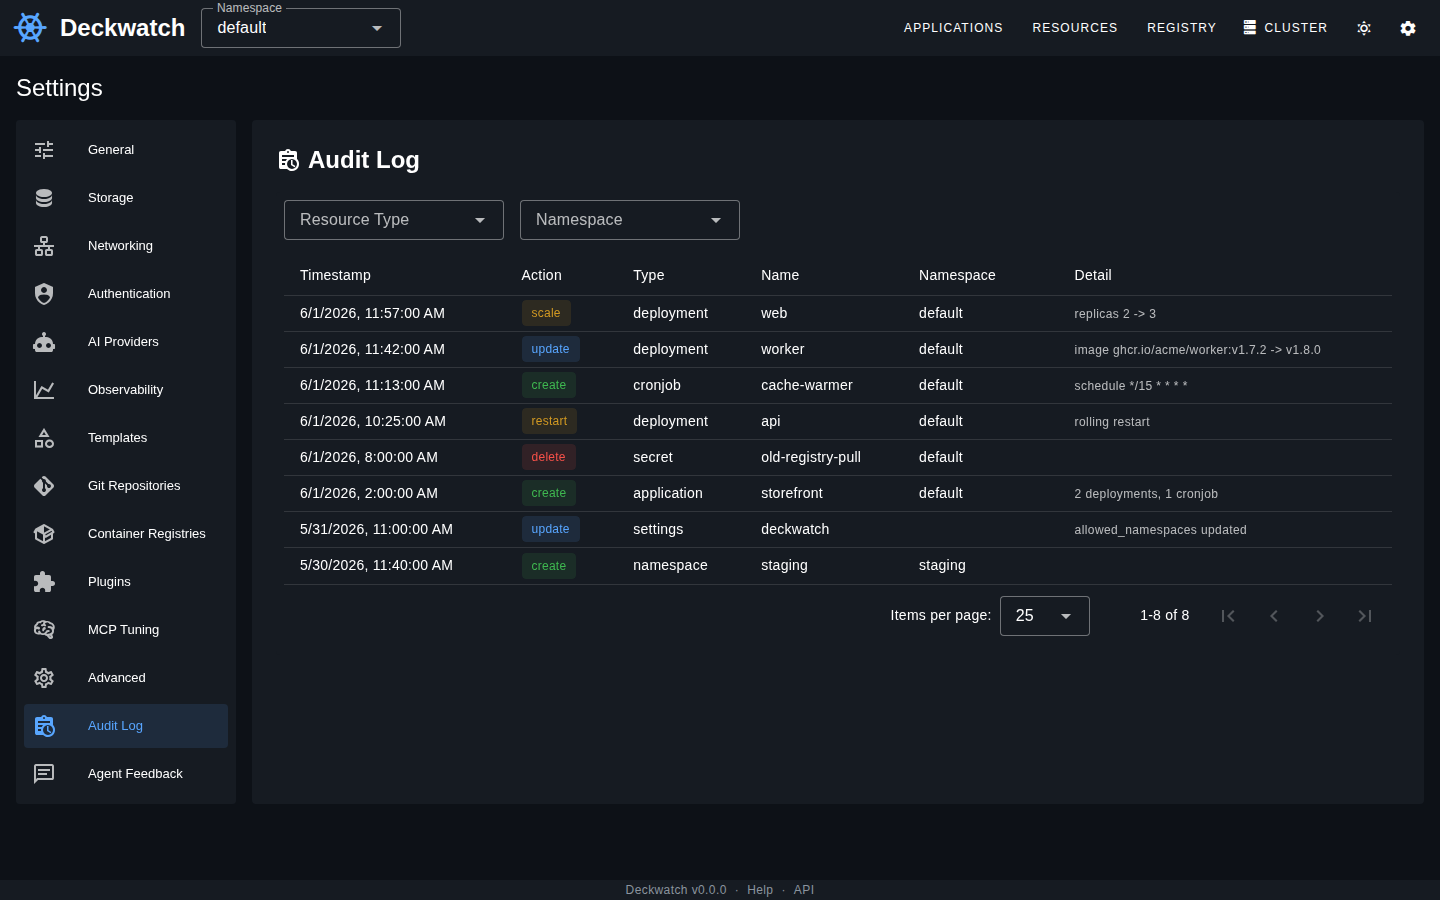 Deckwatch
Namespace
default
APPLICATIONS
RESOURCES
REGISTRY
CLUSTER
Settings
General
Storage
Networking
Authentication
AI Providers
Observability
Templates
Git Repositories
Container Registries
Plugins
MCP Tuning
Advanced
Audit Log
Agent Feedback
Audit Log
Resource Type
Namespace
Timestamp Action Type Name Namespace Detail
6/1/2026, 11:57:00 AM scale deployment web default replicas 2 -> 3
6/1/2026, 11:42:00 AM update deployment worker default image ghcr.io/acme/worker:v1.7.2 -> v1.8.0
6/1/2026, 11:13:00 AM create cronjob cache-warmer default schedule */15 * * * *
6/1/2026, 10:25:00 AM restart deployment api default rolling restart
6/1/2026, 8:00:00 AM delete secret old-registry-pull default
6/1/2026, 2:00:00 AM create application storefront default 2 deployments, 1 cronjob
5/31/2026, 11:00:00 AM update settings deckwatch allowed_namespaces updated
5/30/2026, 11:40:00 AM create namespace staging staging
Items per page: 25 1-8 of 8
Deckwatch v0.0.0 · Help · API